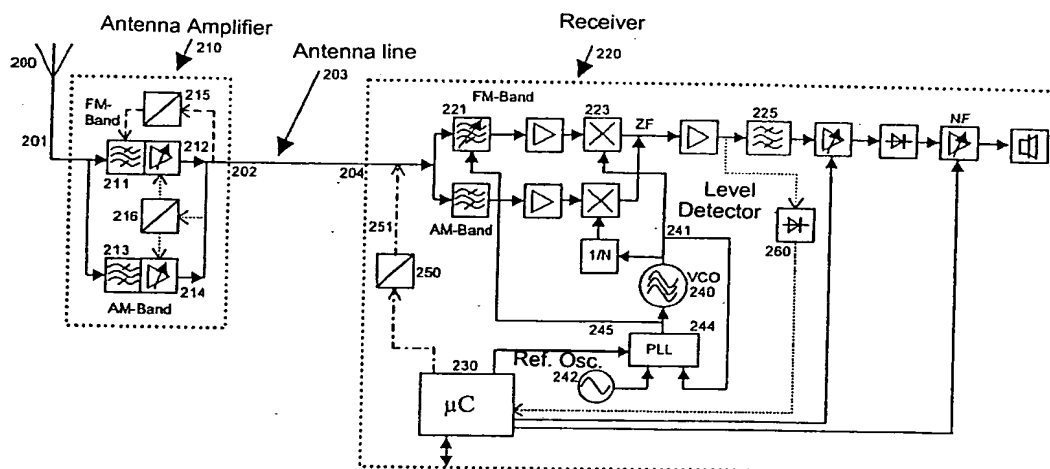 Antenna Amplifier
210
200
201
FM-
Band
215
211
212
216
213
214
AM-Band
202
Antenna line
203
204
Receiver
220
FM-Band
221
223
ZF
225
NF
AM-Band
Level
Detector
260
251
250
1/N
241
VCO
240
245
244
PLL
Ref. Osc.
242
230
µC